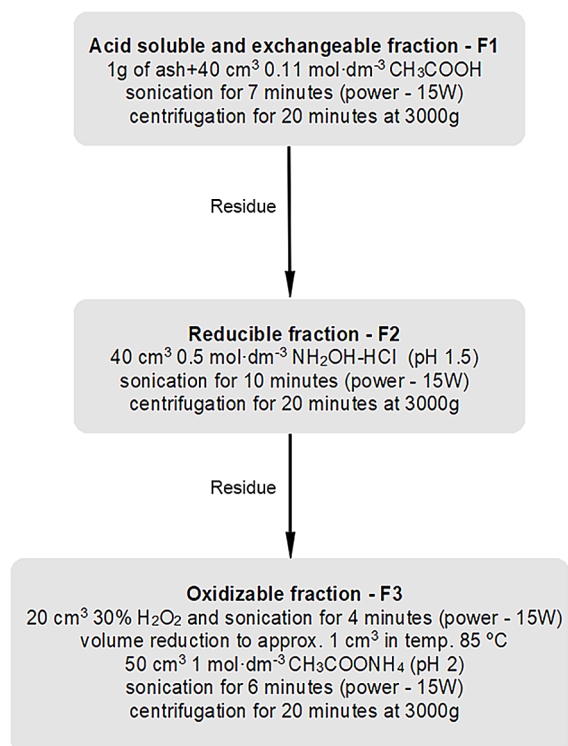 Acid soluble and exchangeable fraction - F1
1g of ash+40 cm³ 0.11 mol·dm⁻³ CH₃COOH
sonication for 7 minutes (power - 15W)
centrifugation for 20 minutes at 3000g
Residue
Reducible fraction - F2
40 cm³ 0.5 mol·dm⁻³ NH₂OH-HCl (pH 1.5)
sonication for 10 minutes (power - 15W)
centrifugation for 20 minutes at 3000g
Residue
Oxidizable fraction - F3
20 cm³ 30% H₂O₂ and sonication for 4 minutes (power - 15W)
volume reduction to approx. 1 cm³ in temp. 85 ºC
50 cm³ 1 mol·dm⁻³ CH₃COONH₄ (pH 2)
sonication for 6 minutes (power - 15W)
centrifugation for 20 minutes at 3000g